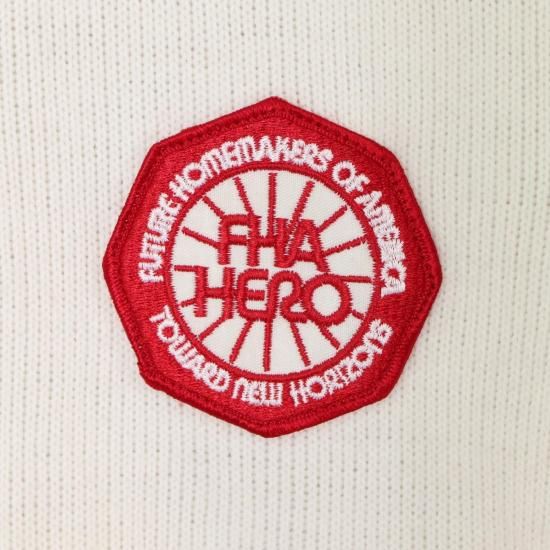 FUTURE HOMEMAKERS OF AMERICA
FHA
HERO
TOWARD NEW HORIZONS